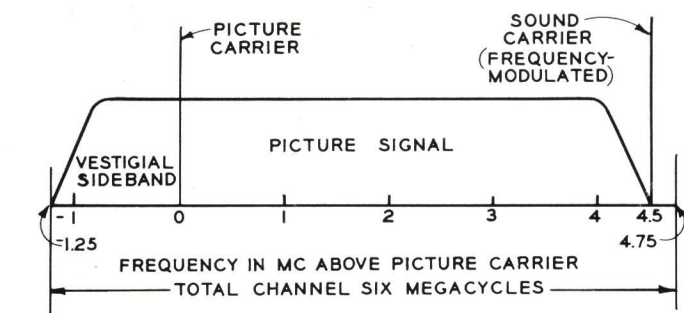 PICTURE
CARRIER
SOUND
CARRIER
(FREQUENCY-
MODULATED)
VESTIGIAL
SIDEBAND
PICTURE SIGNAL
-1 0 1 2 3 4 4.5
-1.25 4.75
FREQUENCY IN MC ABOVE PICTURE CARRIER
TOTAL CHANNEL SIX MEGACYCLES